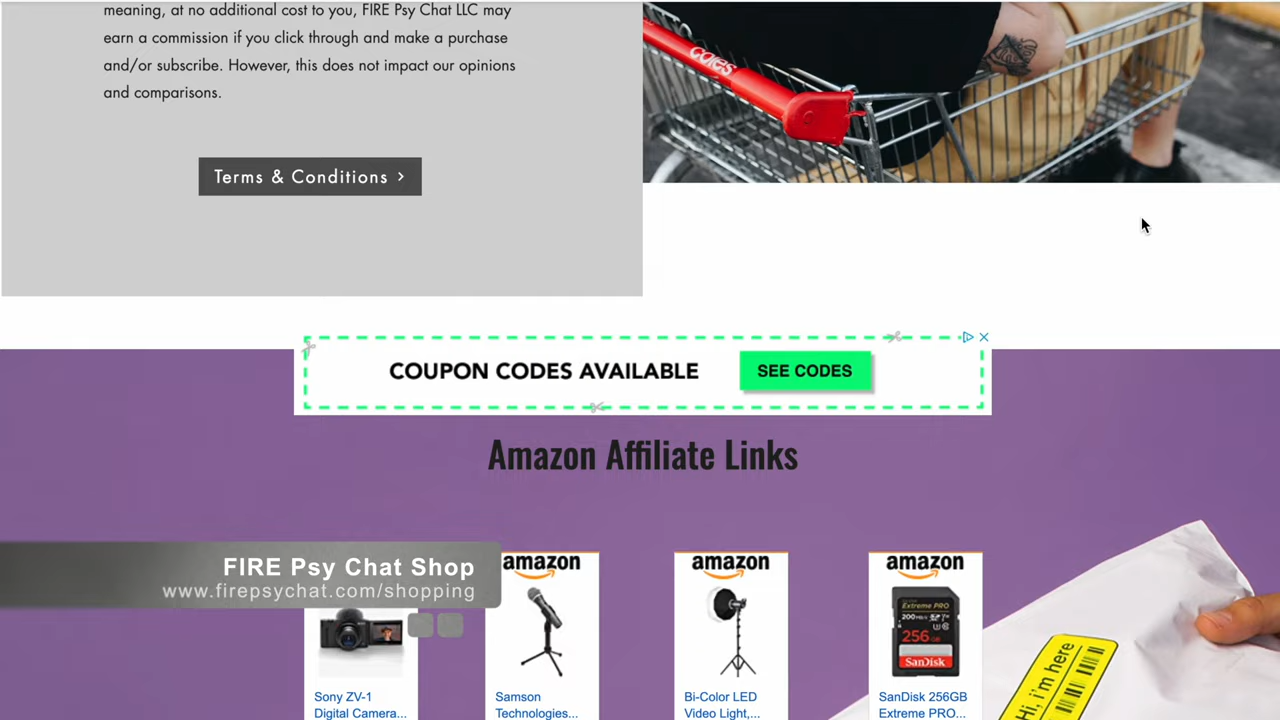 meaning, at no additional cost to you, FIRE Psy Chat LLC may
earn a commission if you click through and make a purchase
and/or subscribe. However, this does not impact our opinions
and comparisons.
Terms & Conditions >
coles
COUPON CODES AVAILABLE
SEE CODES
Amazon Affiliate Links
FIRE Psy Chat Shop
www.firepsychat.com/shopping
amazon
amazon
amazon
SanDisk
Extreme PRO
200MB/s
256
SanDisk
Sony ZV-1
Digital Camera...
Samson
Technologies...
Bi-Color LED
Video Light,...
SanDisk 256GB
Extreme PRO...
Hi, i'm here